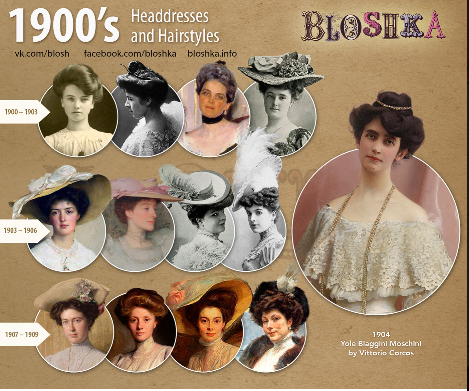 1900's Headdresses
and Hairstyles
BLOSHKA
vk.com/blosh facebook.com/bloshka bloshka.info
1900 – 1903
1903 – 1906
1907 – 1909
1904
Yole Biaggini Moschini
by Vittorio Corcos